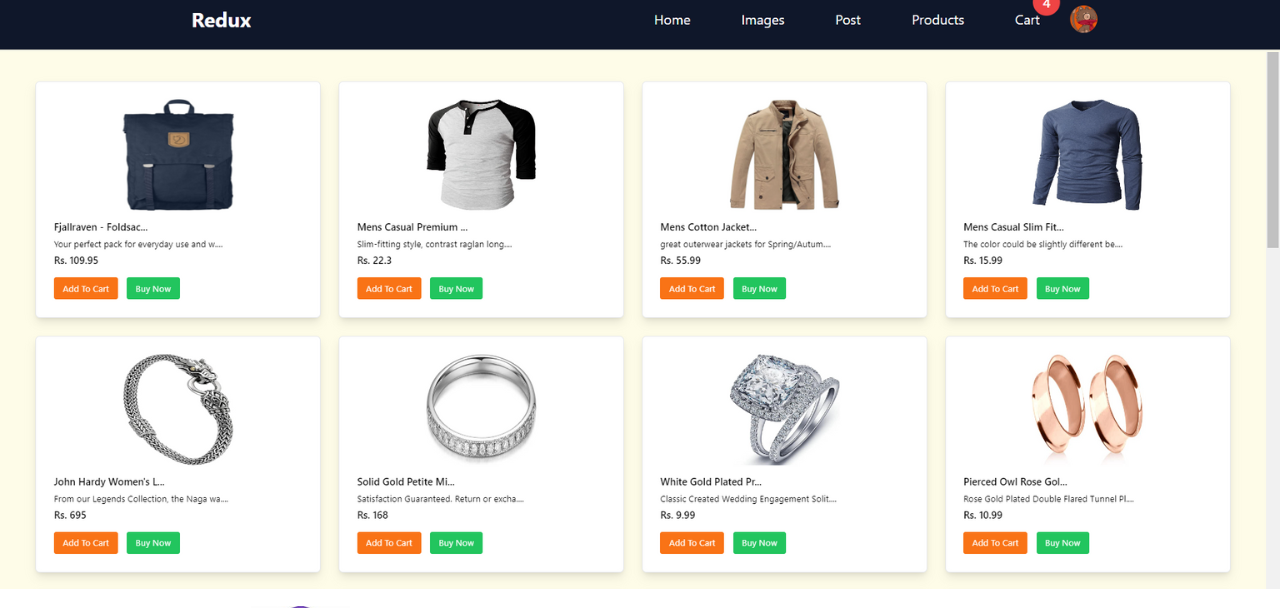 Redux
Home Images Post Products Cart 4
Fjallraven - Foldsac...
Your perfect pack for everyday use and w....
Rs. 109.95
Add To Cart Buy Now
Mens Casual Premium ...
Slim-fitting style, contrast raglan long....
Rs. 22.3
Add To Cart Buy Now
Mens Cotton Jacket...
great outerwear jackets for Spring/Autum....
Rs. 55.99
Add To Cart Buy Now
Mens Casual Slim Fit...
The color could be slightly different be....
Rs. 15.99
Add To Cart Buy Now
John Hardy Women's L...
From our Legends Collection, the Naga wa....
Rs. 695
Add To Cart Buy Now
Solid Gold Petite Mi...
Satisfaction Guaranteed. Return or excha....
Rs. 168
Add To Cart Buy Now
White Gold Plated Pr...
Classic Created Wedding Engagement Solit....
Rs. 9.99
Add To Cart Buy Now
Pierced Owl Rose Gol...
Rose Gold Plated Double Flared Tunnel Pl....
Rs. 10.99
Add To Cart Buy Now